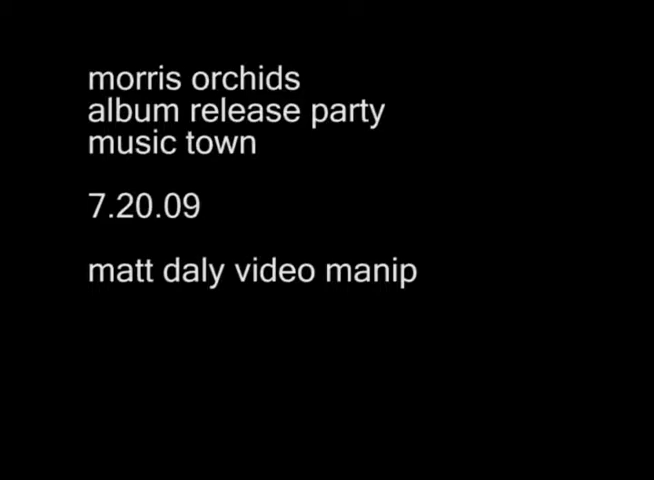 morris orchids
album release party
music town
7.20.09
matt daly video manip